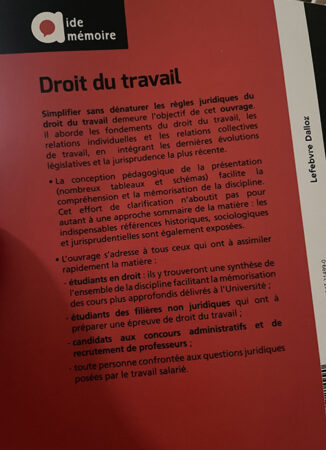 aide
mémoire
Droit du travail
Simplifier sans dénaturer les règles juridiques du
droit du travail demeure l'objectif de cet ouvrage.
il aborde les fondements du droit du travail, les
relations individuelles et les relations collectives
de travail, en intégrant les dernières évolutions
législatives et la jurisprudence la plus récente.
• La conception pédagogique de la présentation
(nombreux tableaux et schémas) facilite la
compréhension et la mémorisation de la discipline.
Cet effort de clarification n'aboutit pas pour
autant à une approche sommaire de la matière : les
indispensables références historiques, sociologiques
et jurisprudentielles sont également exposées.
• L'ouvrage s'adresse à tous ceux qui ont à assimiler
rapidement la matière :
- étudiants en droit : ils y trouveront une synthèse de
l'ensemble de la discipline facilitant la mémorisation
des cours plus approfondis délivrés à l'Université ;
- étudiants des filières non juridiques qui ont à
préparer une épreuve de droit du travail ;
- candidats aux concours administratifs et de
recrutement de professeurs ;
- toute personne confrontée aux questions juridiques
posées par le travail salarié.
Lefebvre Dalloz